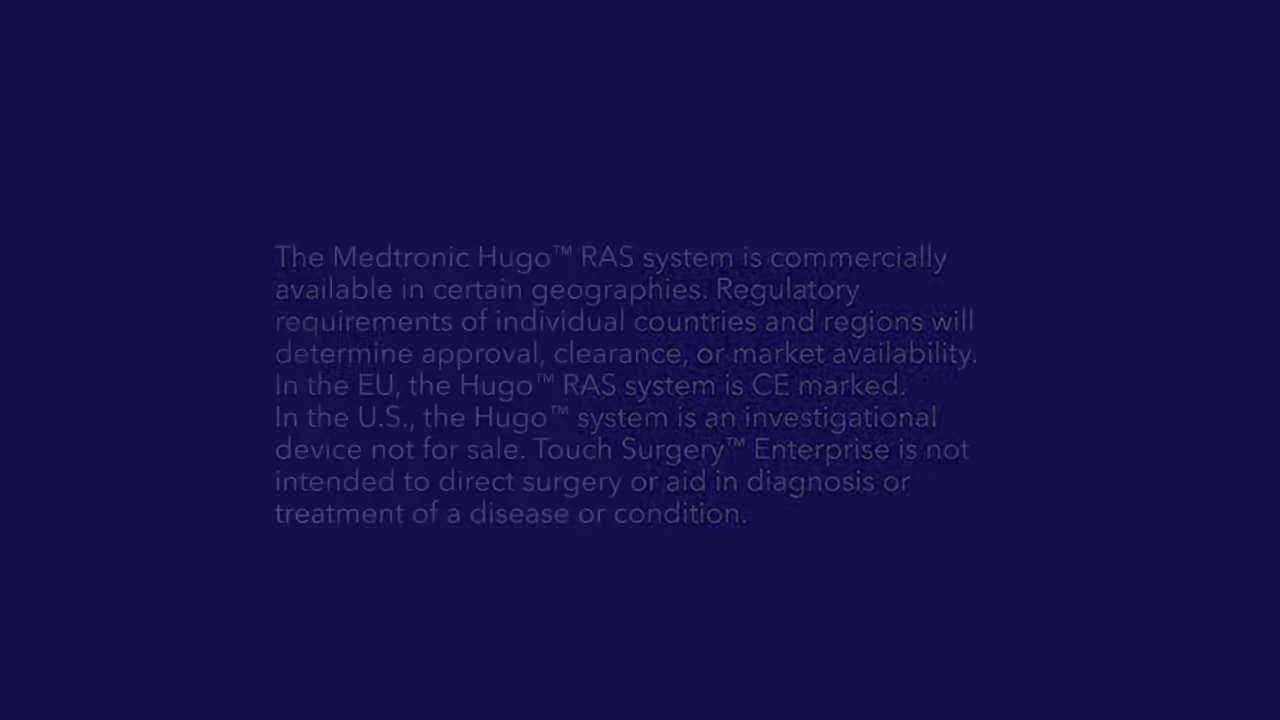 The Medtronic Hugo™ RAS system is commercially
available in certain geographies. Regulatory
requirements of individual countries and regions will
determine approval, clearance, or market availability.
In the EU, the Hugo™ RAS system is CE marked.
In the U.S., the Hugo™ system is an investigational
device not for sale. Touch Surgery™ Enterprise is not
intended to direct surgery or aid in diagnosis or
treatment of a disease or condition.